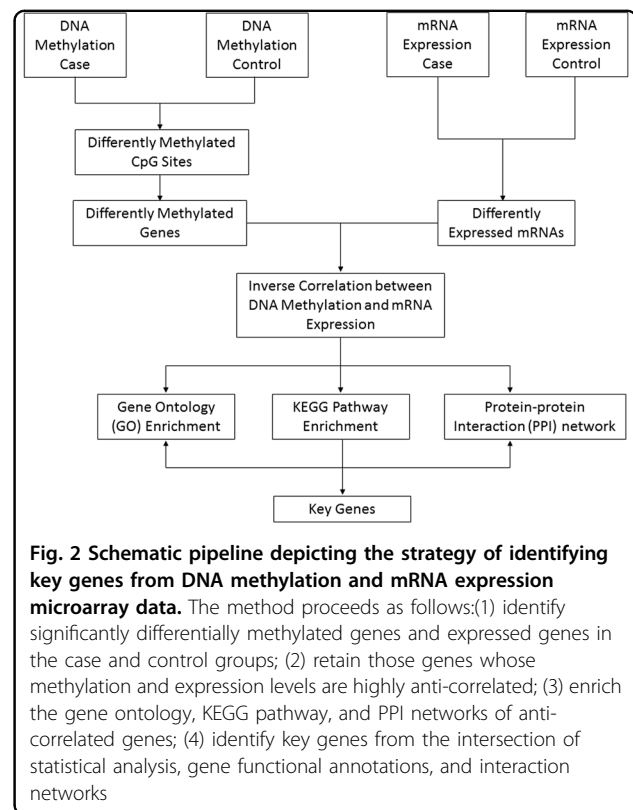 DNA
Methylation
Case
DNA
Methylation
Control
mRNA
Expression
Case
mRNA
Expression
Control
Differently Methylated
CpG Sites
Differently Methylated
Genes
Differently
Expressed mRNAs
Inverse Correlation between
DNA Methylation and mRNA
Expression
Gene Ontology
(GO) Enrichment
KEGG Pathway
Enrichment
Protein-protein
Interaction (PPI) network
Key Genes
Fig. 2 Schematic pipeline depicting the strategy of identifying
key genes from DNA methylation and mRNA expression
microarray data. The method proceeds as follows:(1) identify
significantly differentially methylated genes and expressed genes in
the case and control groups; (2) retain those genes whose
methylation and expression levels are highly anti-correlated; (3) enrich
the gene ontology, KEGG pathway, and PPI networks of anti-
correlated genes; (4) identify key genes from the intersection of
statistical analysis, gene functional annotations, and interaction
networks